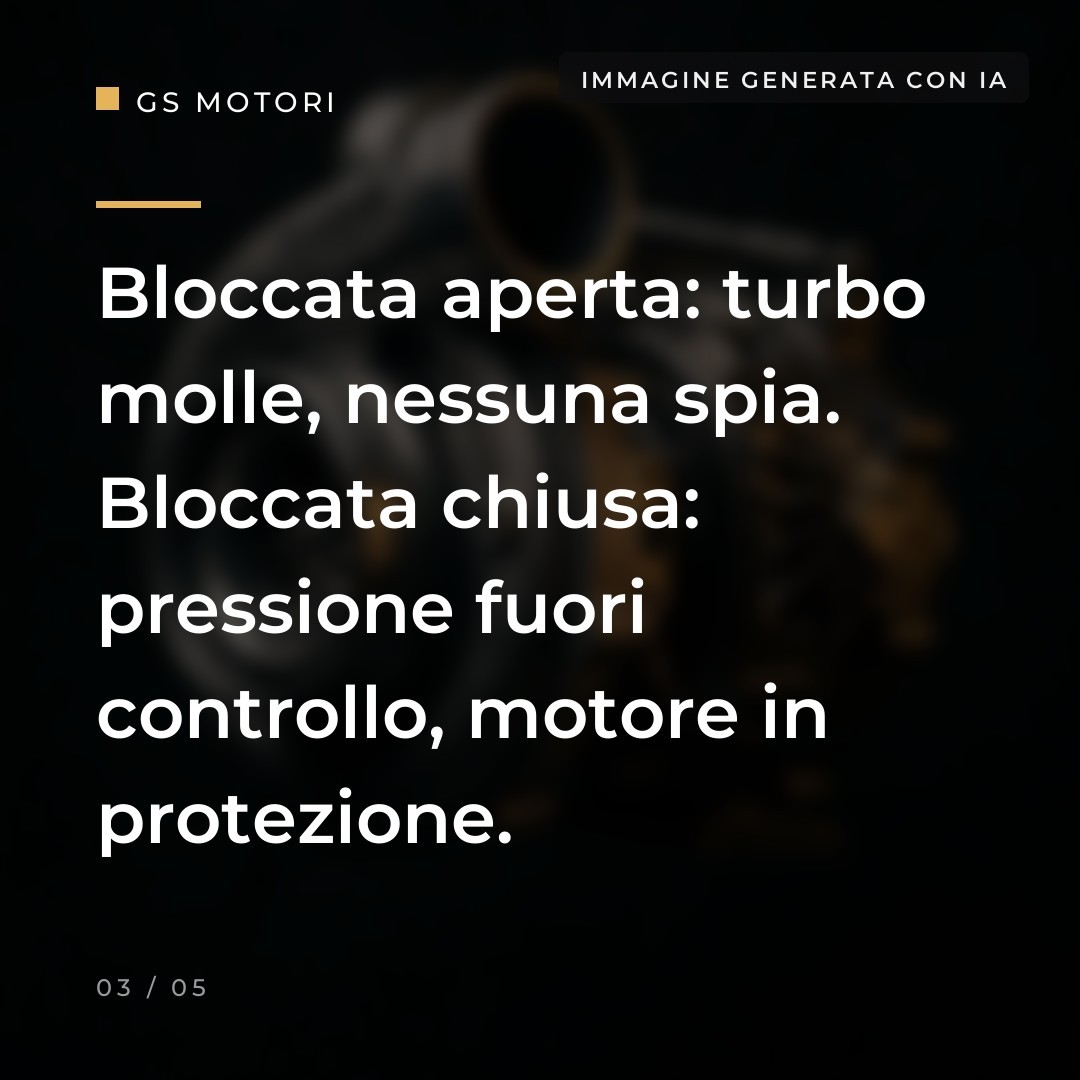 GS MOTORI
IMMAGINE GENERATA CON IA
Bloccata aperta: turbo
molle, nessuna spia.
Bloccata chiusa:
pressione fuori
controllo, motore in
protezione.
03 / 05